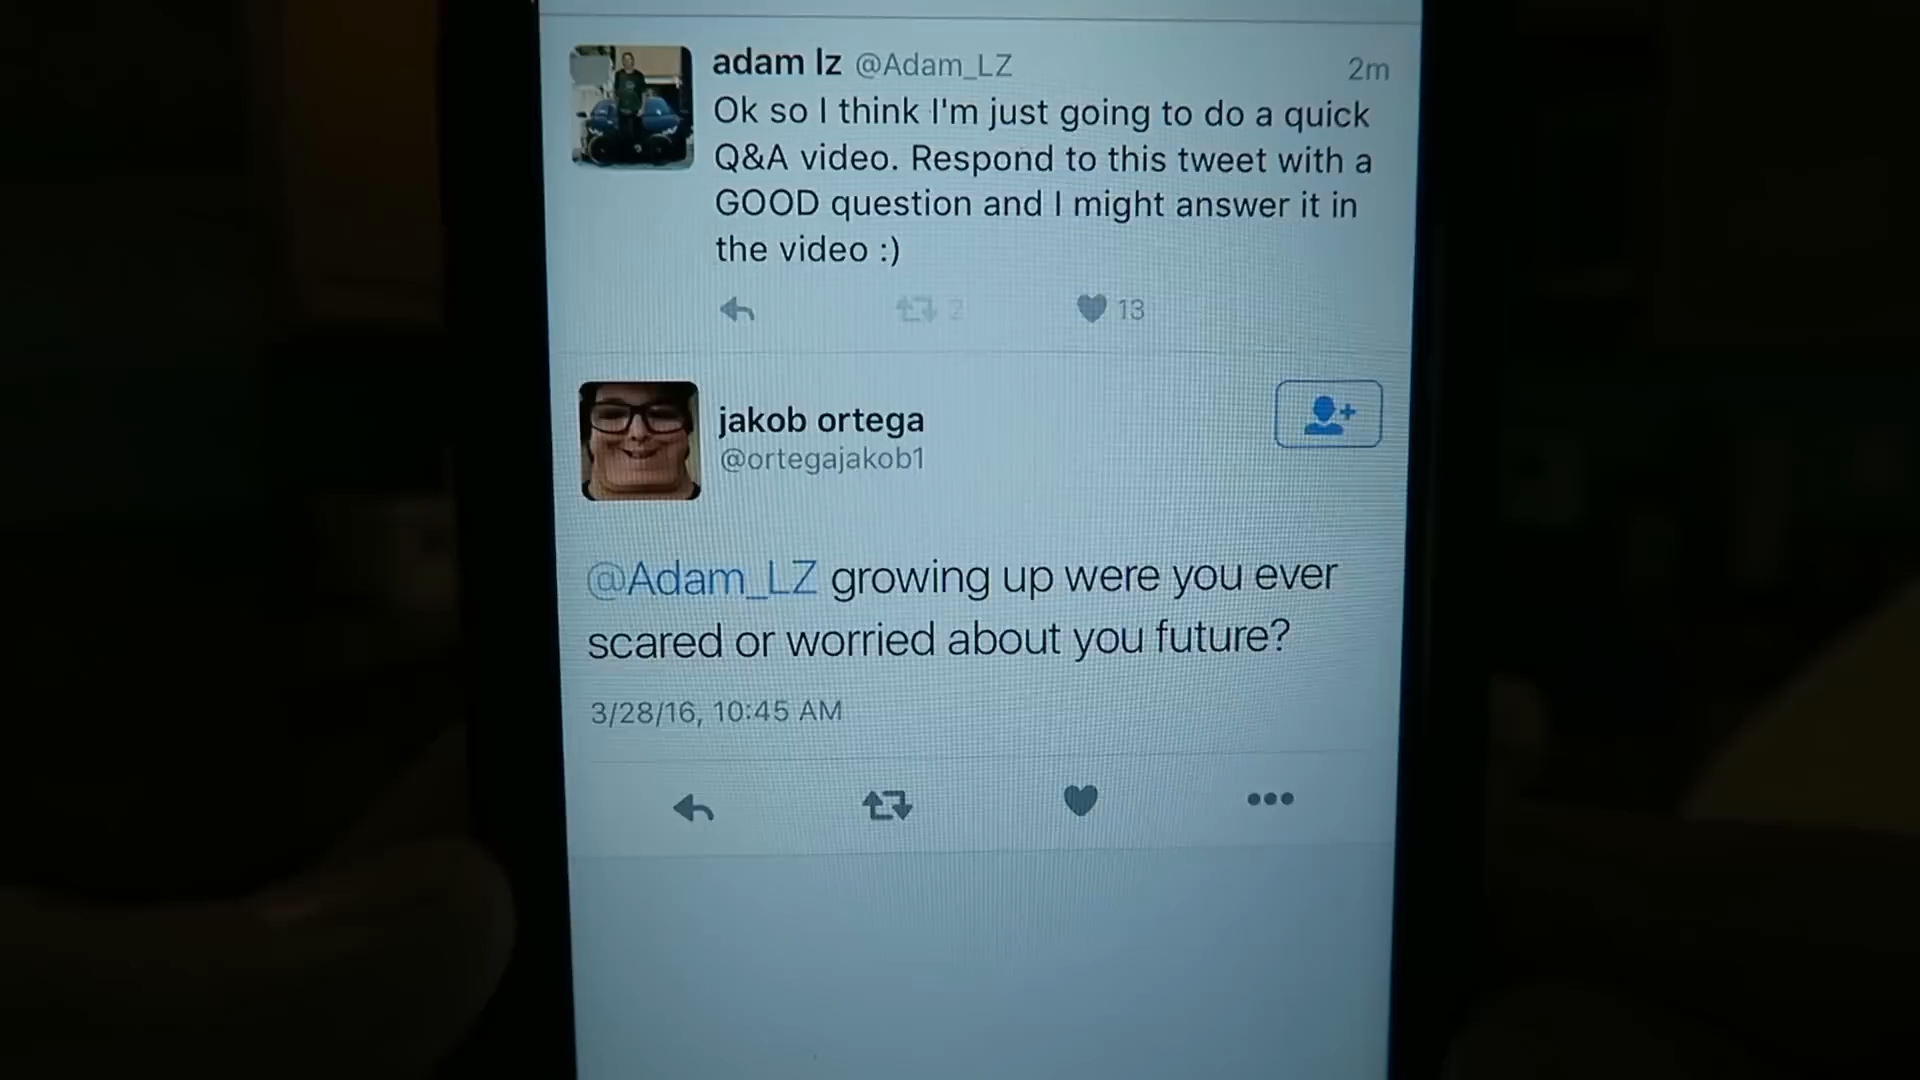 adam lz @Adam_LZ 2m
Ok so I think I'm just going to do a quick
Q&A video. Respond to this tweet with a
GOOD question and I might answer it in
the video :)
2 13
jakob ortega
@ortegajakob1
@Adam_LZ growing up were you ever
scared or worried about you future?
3/28/16, 10:45 AM